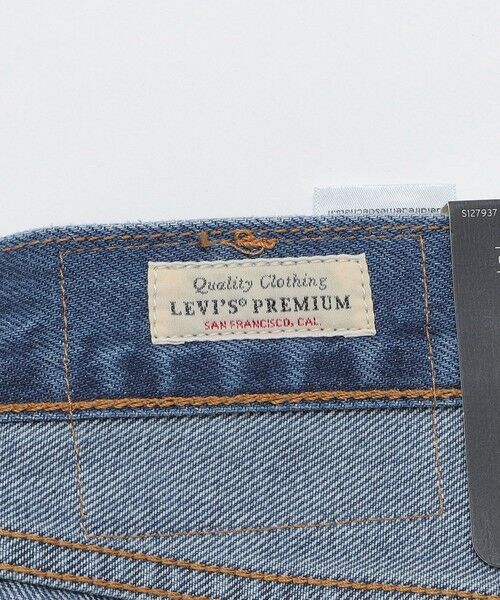 S127937
Quality Clothing
LEVI'S® PREMIUM
SAN FRANCISCO, CAL.